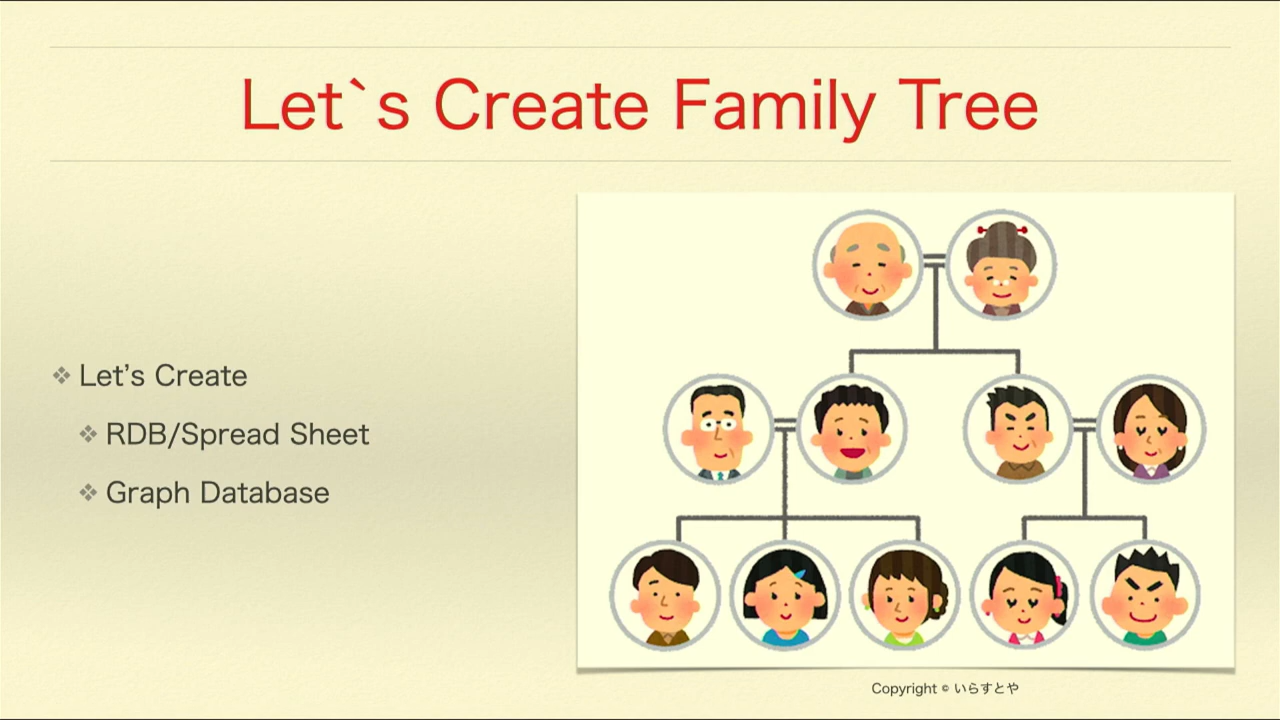 Let`s Create Family Tree
Let’s Create
RDB/Spread Sheet
Graph Database
Copyright © いらすとや